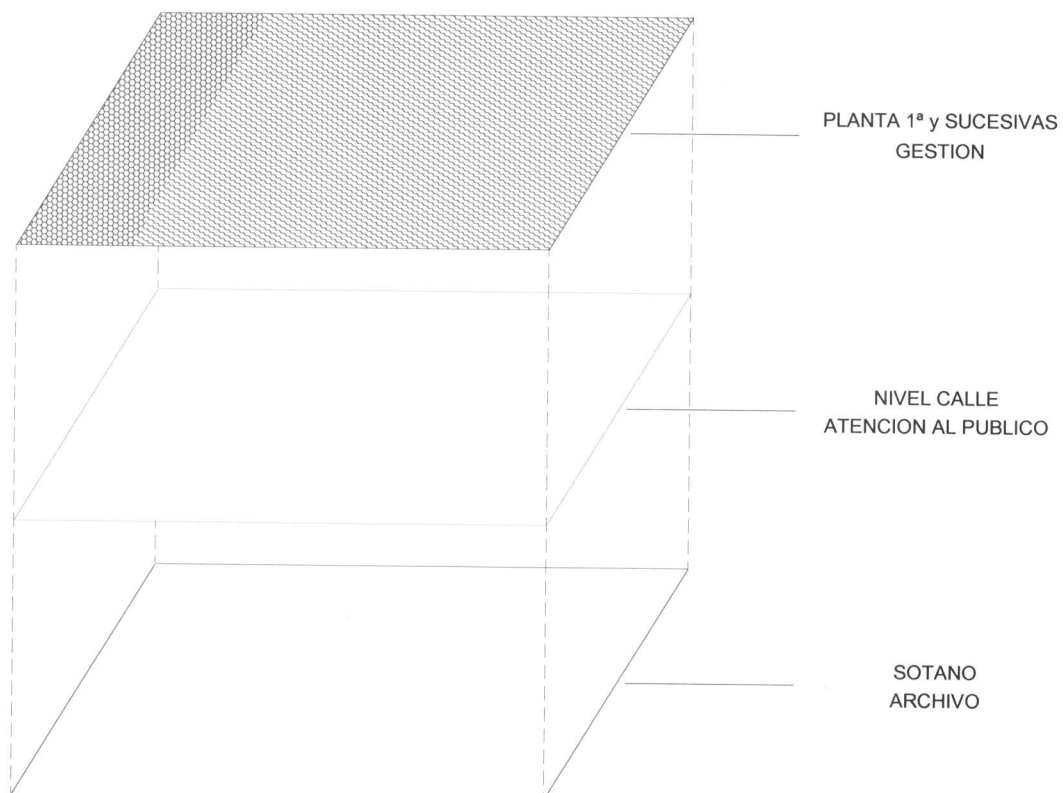 PLANTA 1ª y SUCESIVAS
GESTION
NIVEL CALLE
ATENCION AL PUBLICO
SOTANO
ARCHIVO